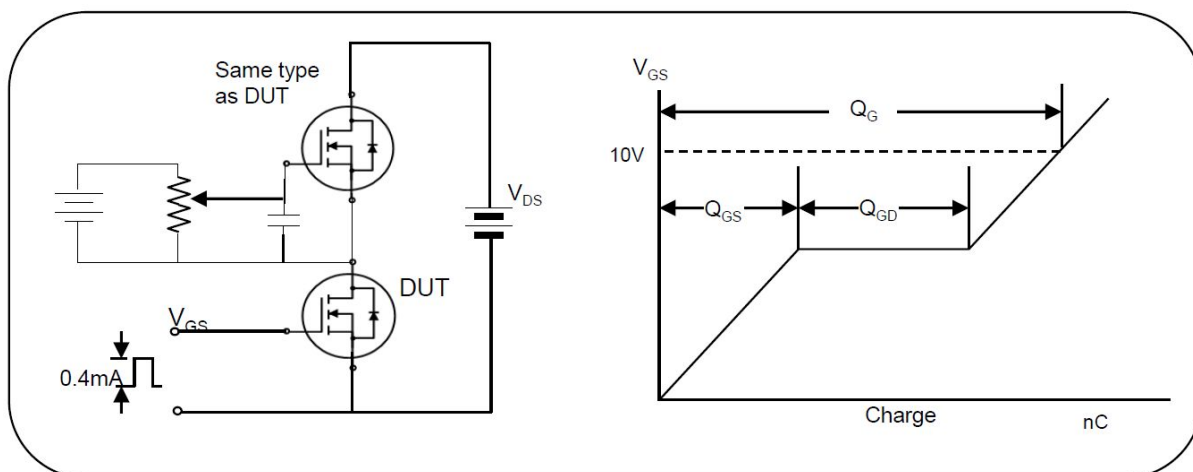 Same type
as DUT
V_DS
DUT
V_GS
0.4mA
V_GS
Q_G
10V
Q_GS
Q_GD
Charge
nC